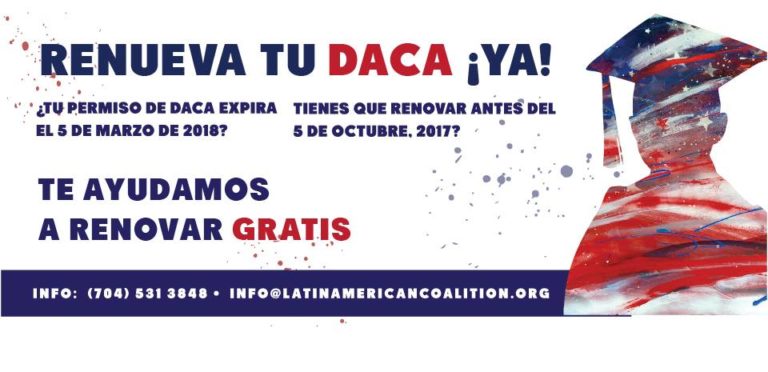 RENUEVA TU DACA ¡YA!
¿TU PERMISO DE DACA EXPIRA
EL 5 DE MARZO DE 2018?
TIENES QUE RENOVAR ANTES DEL
5 DE OCTUBRE, 2017?
TE AYUDAMOS
A RENOVAR GRATIS
INFO: (704) 531 3848 • INFO@LATINAMERICANCOALITION.ORG